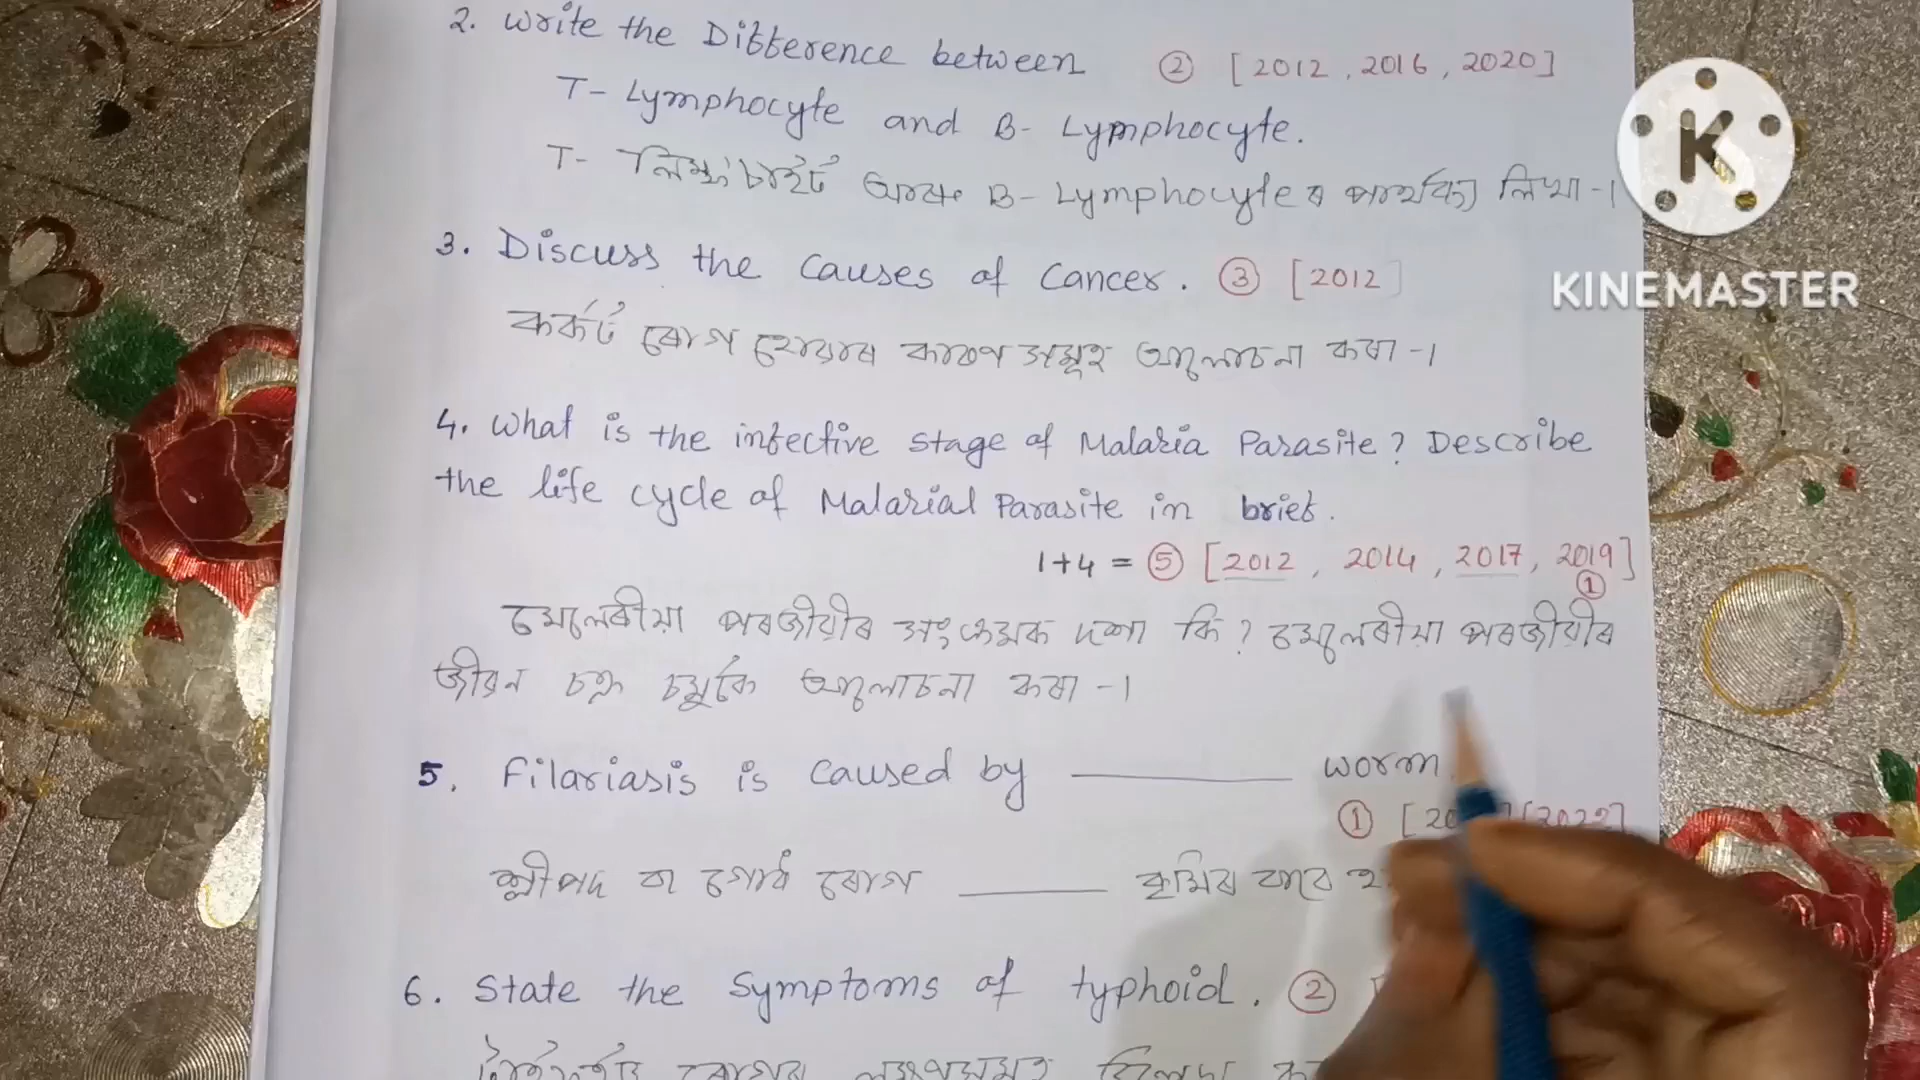 2. Write the Difference between ② [2012, 2016, 2020]
T- Lymphocyte and B- Lymphocyte.
T- লিম্ফ'চাইট আৰু B- Lymphocyteৰ পাৰ্থক্য লিখা -।
KINEMASTER
3. Discuss the causes of Cancer. ③ [2012]
কৰ্কট ৰোগ হোৱাৰ কাৰণ সমূহ আলোচনা কৰা -।
4. What is the infective stage of Malaria Parasite? Describe
the life cycle of Malarial Parasite in brief.
1+4 = ⑤ [2012, 2014, 2017, 2019]
①
মেলেৰীয়া পৰজীৱীৰ সংক্ৰামক দশা কি? মেলেৰীয়া পৰজীৱীৰ
জীৱন চক্ৰ চমুকৈ আলোচনা কৰা -।
5. Filariasis is caused by ______ worm.
① [20
শ্লীপদ বা গোধ ৰোগ ______ কৃমিৰ বাবে
6. State the symptoms of typhoid. ② [